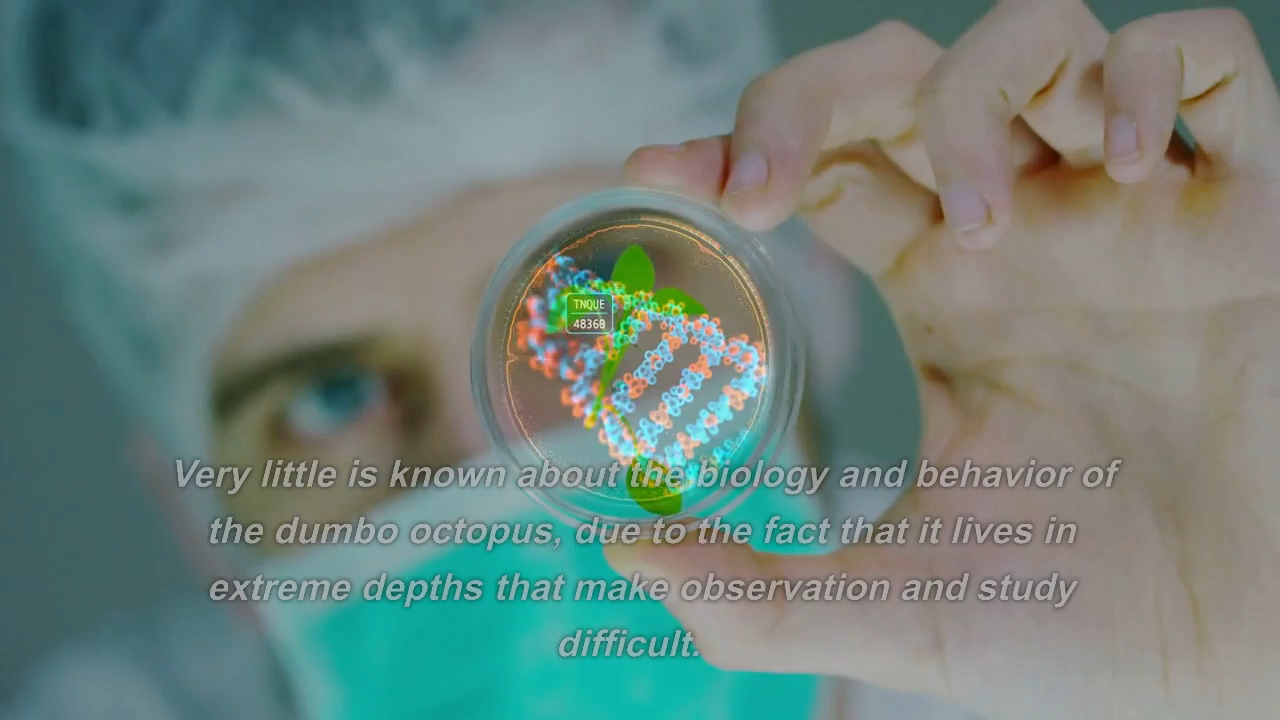 TNQUE
48360
Very little is known about the biology and behavior of
the dumbo octopus, due to the fact that it lives in
extreme depths that make observation and study
difficult.